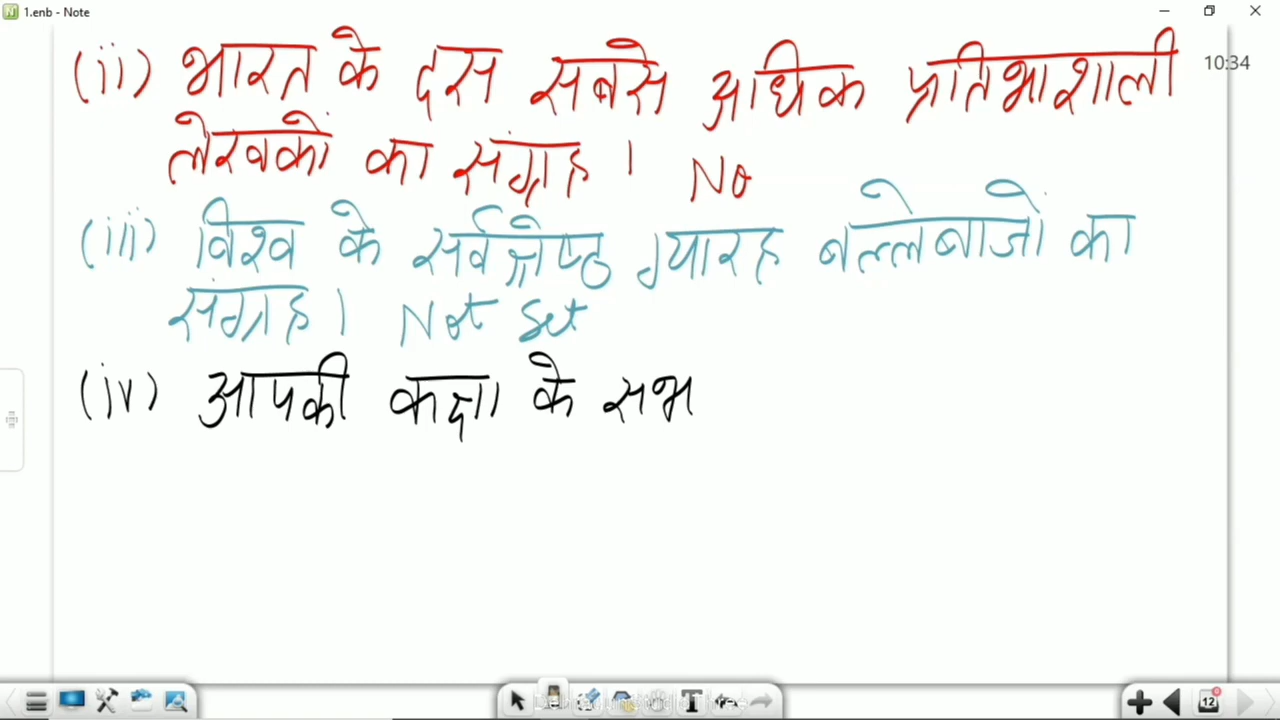 1.enb - Note
10:34
(ii) भारत के दस सबसे अधिक प्रतिभाशाली
लेखकों का संग्रह। No
(iii) विश्व के सर्वश्रेष्ठ ग्यारह बल्लेबाजों का
संग्रह। Not Set
(iv) आपकी कक्षा के सभ
12